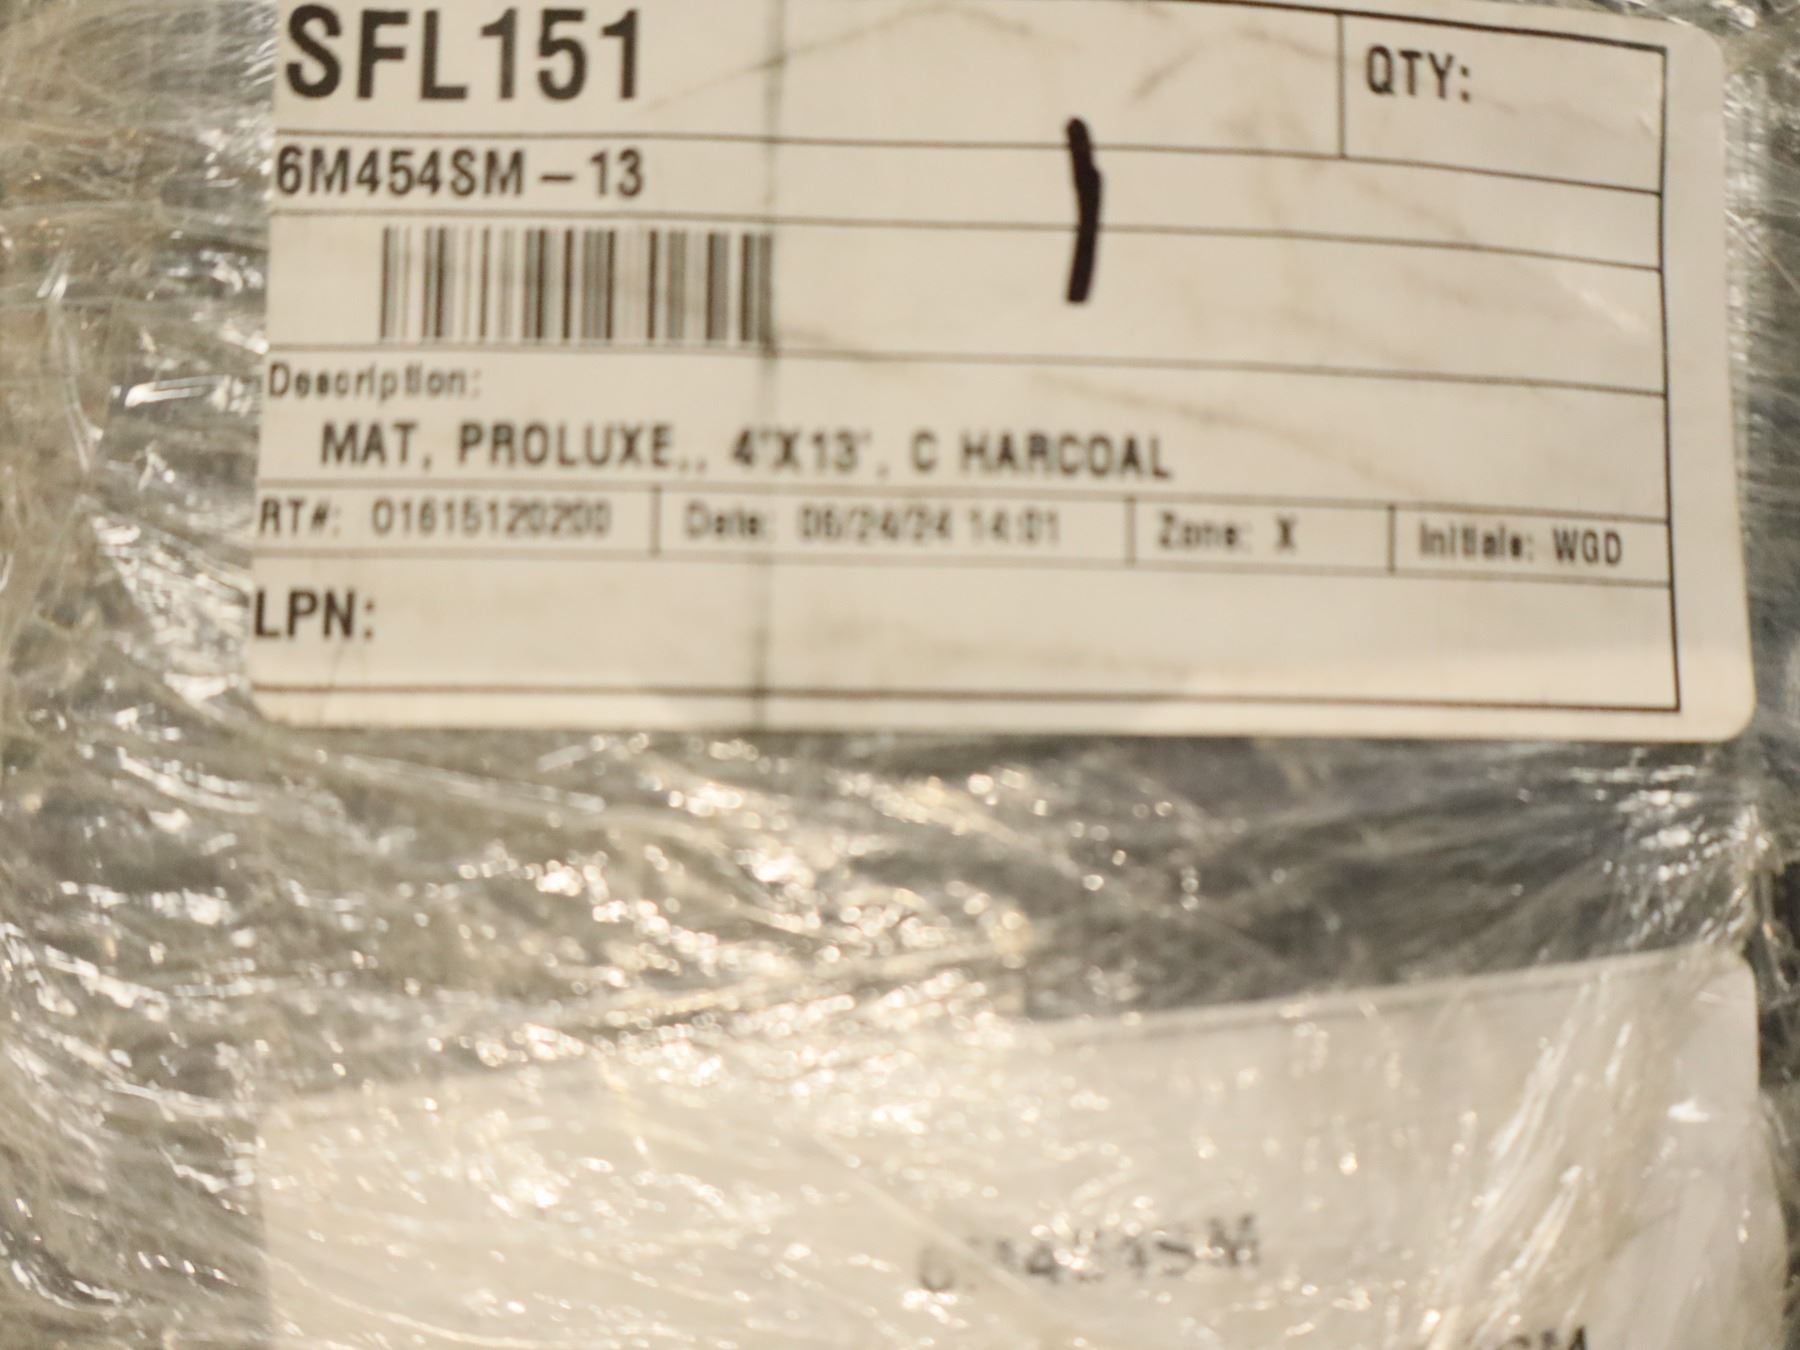 SFL151
QTY:
6M454SM-13
Description:
MAT, PROLUXE,, 4'X13', C HARCOAL
RT#: 01615120200 Date: 06/24/24 14:01 Zone: X Initials: WGD
LPN: